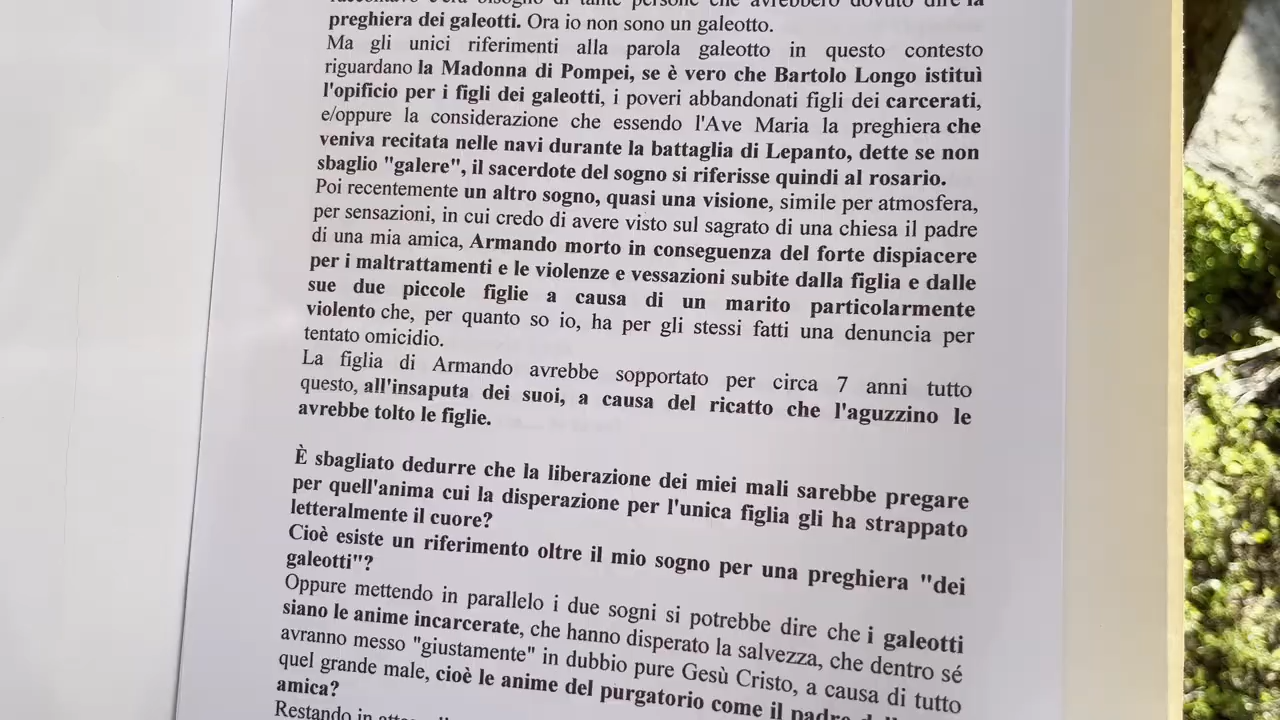 raccontavo c'era bisogno di tante persone che avrebbero dovuto dire la
preghiera dei galeotti. Ora io non sono un galeotto.
Ma gli unici riferimenti alla parola galeotto in questo contesto
riguardano la Madonna di Pompei, se è vero che Bartolo Longo istituì
l'opificio per i figli dei galeotti, i poveri abbandonati figli dei carcerati,
e/oppure la considerazione che essendo l'Ave Maria la preghiera che
veniva recitata nelle navi durante la battaglia di Lepanto, dette se non
sbaglio "galere", il sacerdote del sogno si riferisse quindi al rosario.
Poi recentemente un altro sogno, quasi una visione, simile per atmosfera,
per sensazioni, in cui credo di avere visto sul sagrato di una chiesa il padre
di una mia amica, Armando morto in conseguenza del forte dispiacere
per i maltrattamenti e le violenze e vessazioni subite dalla figlia e dalle
sue due piccole figlie a causa di un marito particolarmente
violento che, per quanto so io, ha per gli stessi fatti una denuncia per
tentato omicidio.
La figlia di Armando avrebbe sopportato per circa 7 anni tutto
questo, all'insaputa dei suoi, a causa del ricatto che l'aguzzino le
avrebbe tolto le figlie.
È sbagliato dedurre che la liberazione dei miei mali sarebbe pregare
per quell'anima cui la disperazione per l'unica figlia gli ha strappato
letteralmente il cuore?
Cioè esiste un riferimento oltre il mio sogno per una preghiera "dei
galeotti"?
Oppure mettendo in parallelo i due sogni si potrebbe dire che i galeotti
siano le anime incarcerate, che hanno disperato la salvezza, che dentro sé
avranno messo "giustamente" in dubbio pure Gesù Cristo, a causa di tutto
quel grande male, cioè le anime del purgatorio come il padre
amica?
Restando in